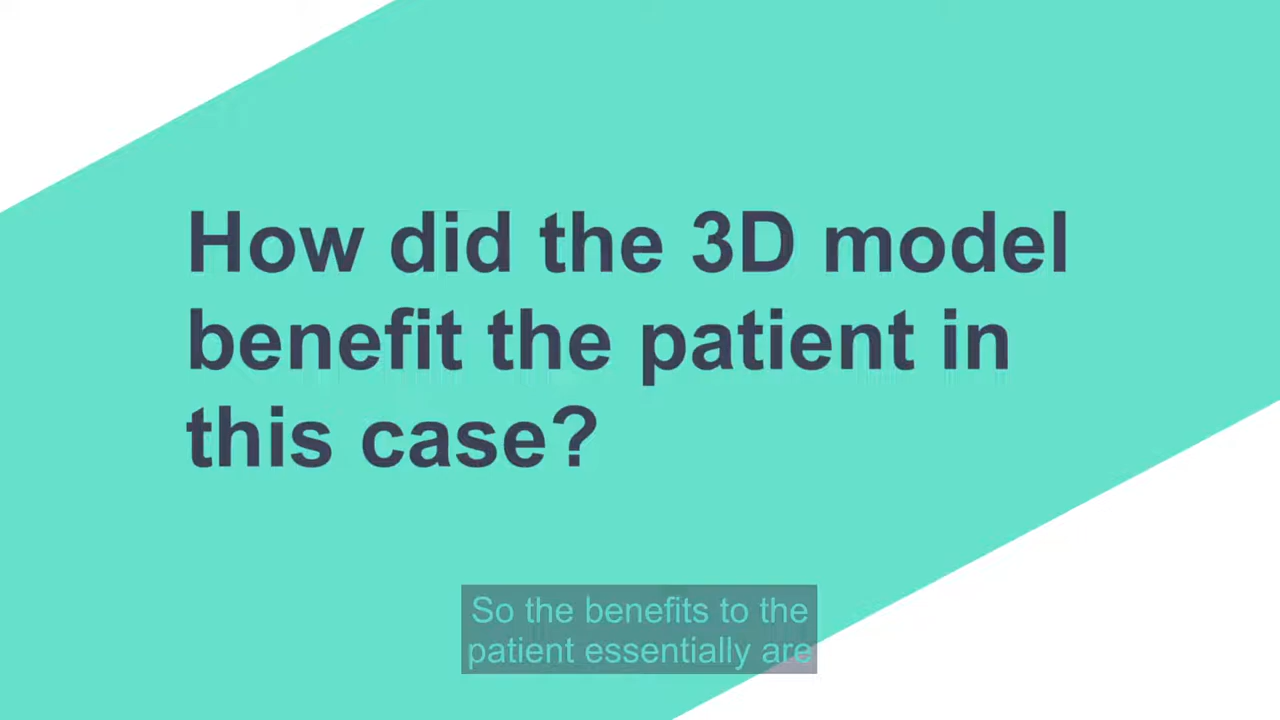 How did the 3D model
benefit the patient in
this case?
So the benefits to the
patient essentially are